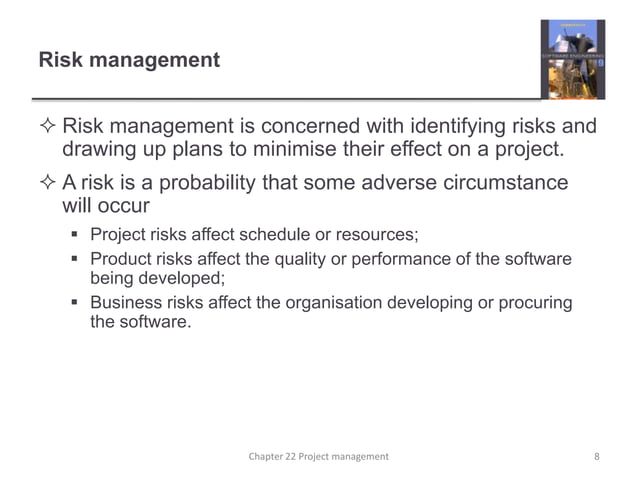 Risk management
SOFTWARE ENGINEERING
9
✧ Risk management is concerned with identifying risks and
drawing up plans to minimise their effect on a project.
✧ A risk is a probability that some adverse circumstance
will occur
▪ Project risks affect schedule or resources;
▪ Product risks affect the quality or performance of the software
being developed;
▪ Business risks affect the organisation developing or procuring
the software.
Chapter 22 Project management
8